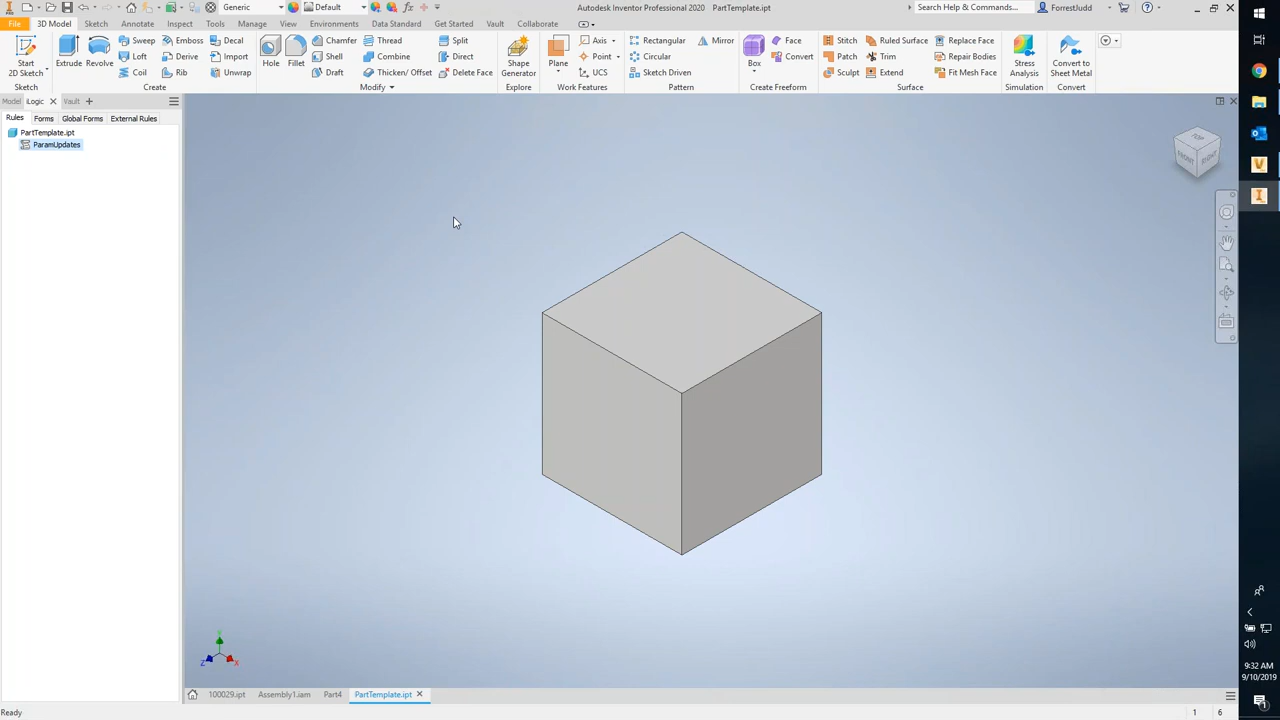 Generic
Default
Autodesk Inventor Professional 2020 PartTemplate.ipt
Search Help & Commands...
ForrestJudd
File 3D Model Sketch Annotate Inspect Tools Manage View Environments Add-Ons Standard Get Started Vault Collaborate
Start
2D Sketch
Sketch
Extrude
Revolve
Sweep
Loft
Coil
Emboss
Derive
Rib
Decal
Import
Unwrap
Create
Hole
Fillet
Chamfer
Shell
Draft
Thread
Combine
Thicken/ Offset
Split
Direct
Delete Face
Modify
Shape
Generator
Explore
Plane
Axis
Point
UCS
Work Features
Rectangular
Circular
Sketch Driven
Mirror
Pattern
Box
Face
Convert
Create Freeform
Stitch
Patch
Sculpt
Ruled Surface
Trim
Extend
Replace Face
Repair Bodies
Fit Mesh Face
Surface
Stress
Analysis
Simulation
Convert to
Sheet Metal
Convert
Model iLogic Vault
Rules Forms Global Forms External Rules
PartTemplate.ipt
ParamUpdates
TOP
FRONT
RIGHT
Y
Z
X
100029.ipt Assembly1.iam Part4 PartTemplate.ipt
Ready
1 6
9:32 AM
9/10/2019